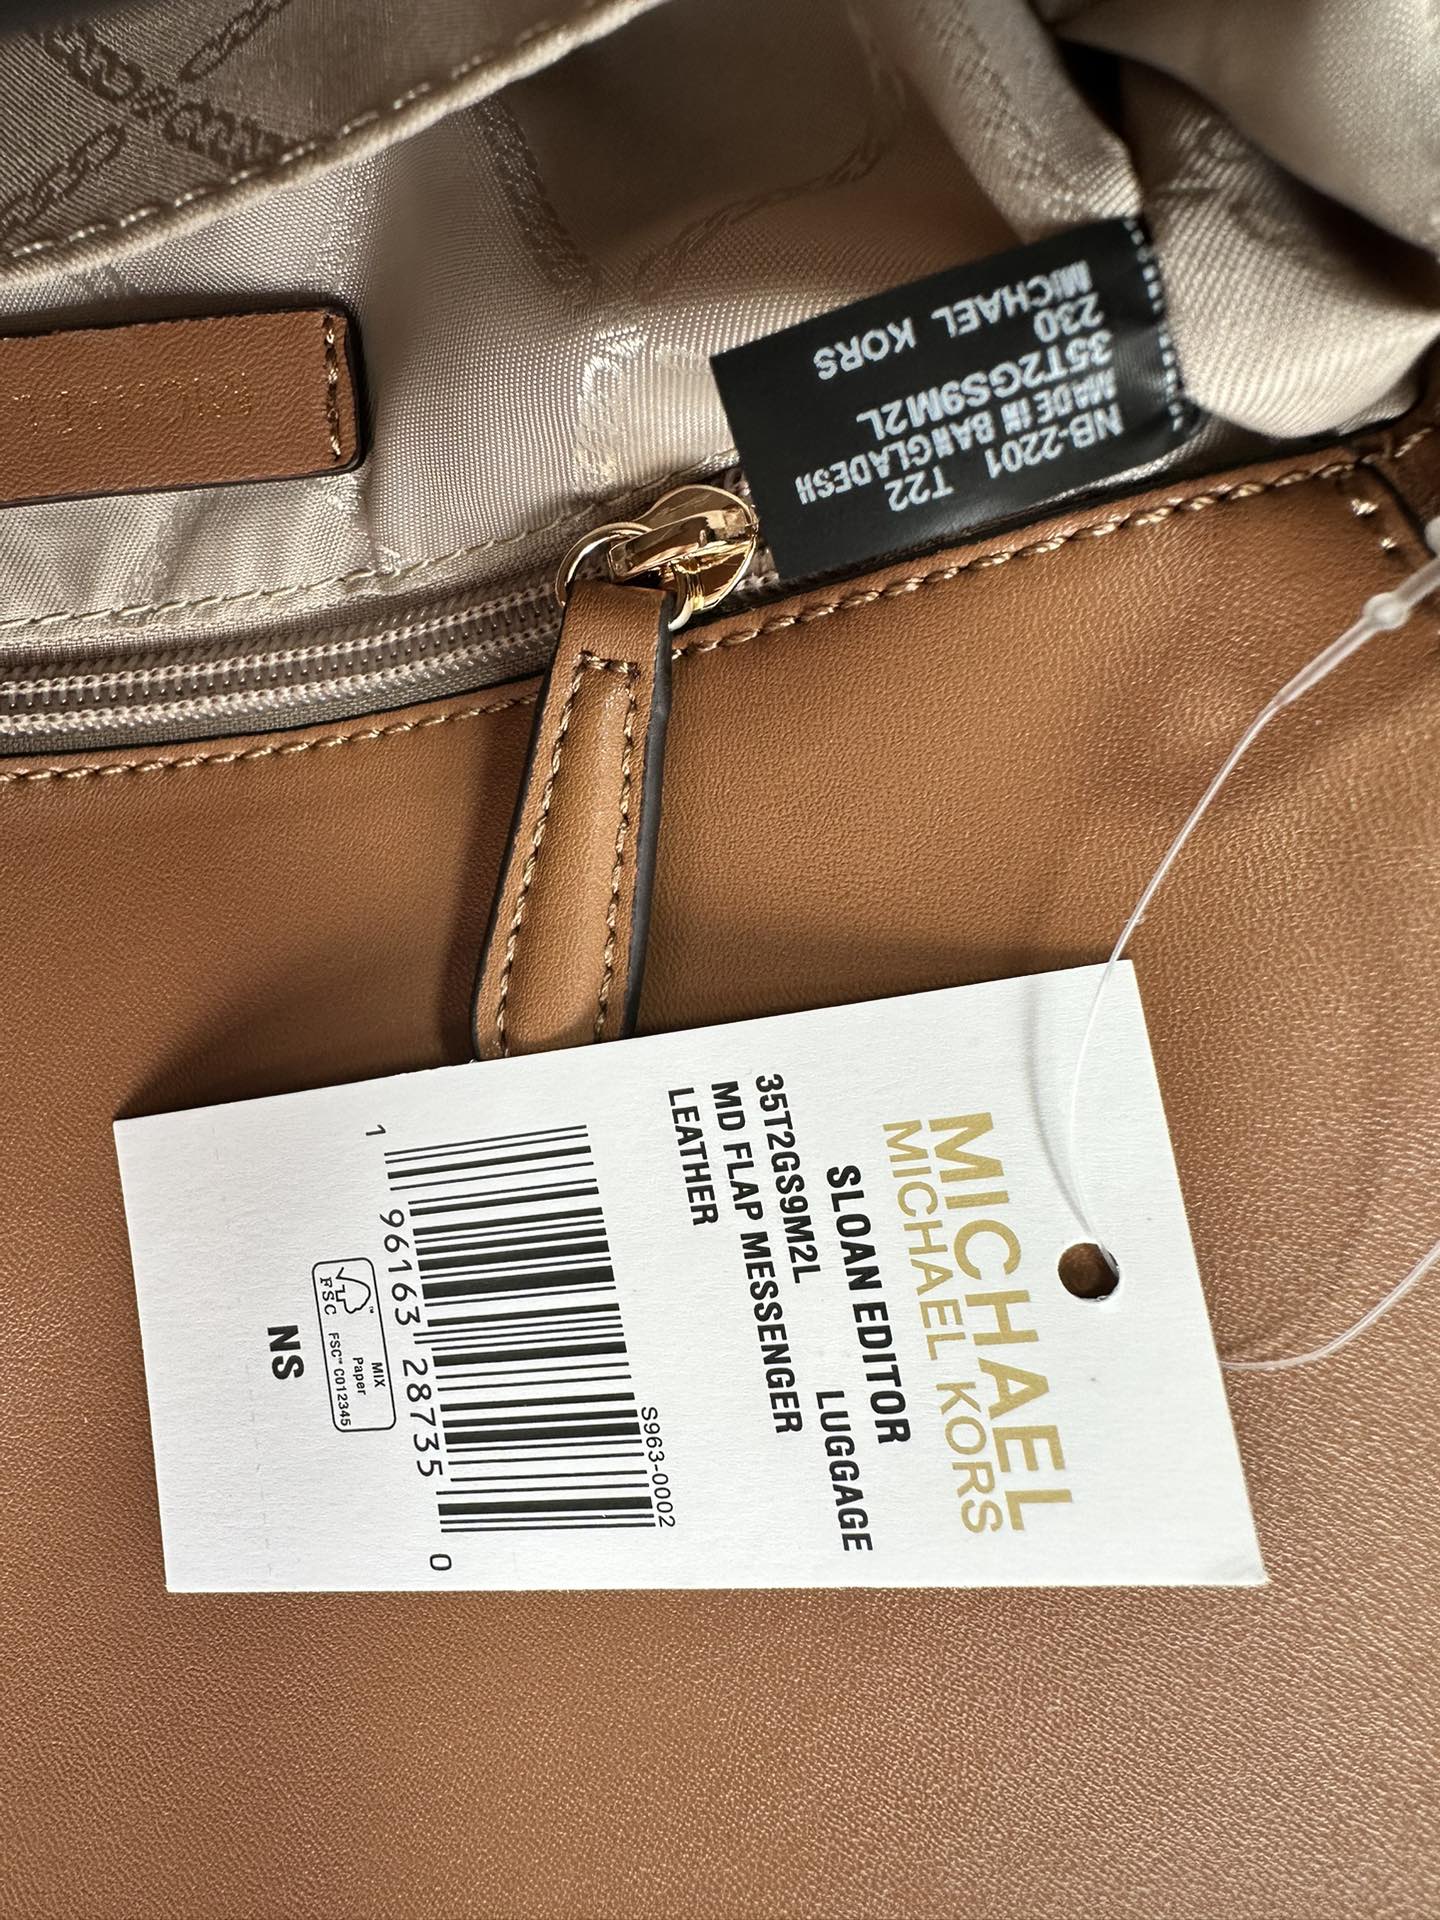 MICHAEL KORS
230
35T2GS9M2L
MADE IN BANGLADESH
NB-2201
T22
MICHAEL
MICHAEL KORS
SLOAN EDITOR
LUGGAGE
35T2GS9M2L
MD FLAP MESSENGER
LEATHER
S963-0002
1 96163 28735 0
FSC
MIX
Paper
FSC™ C012345
NS